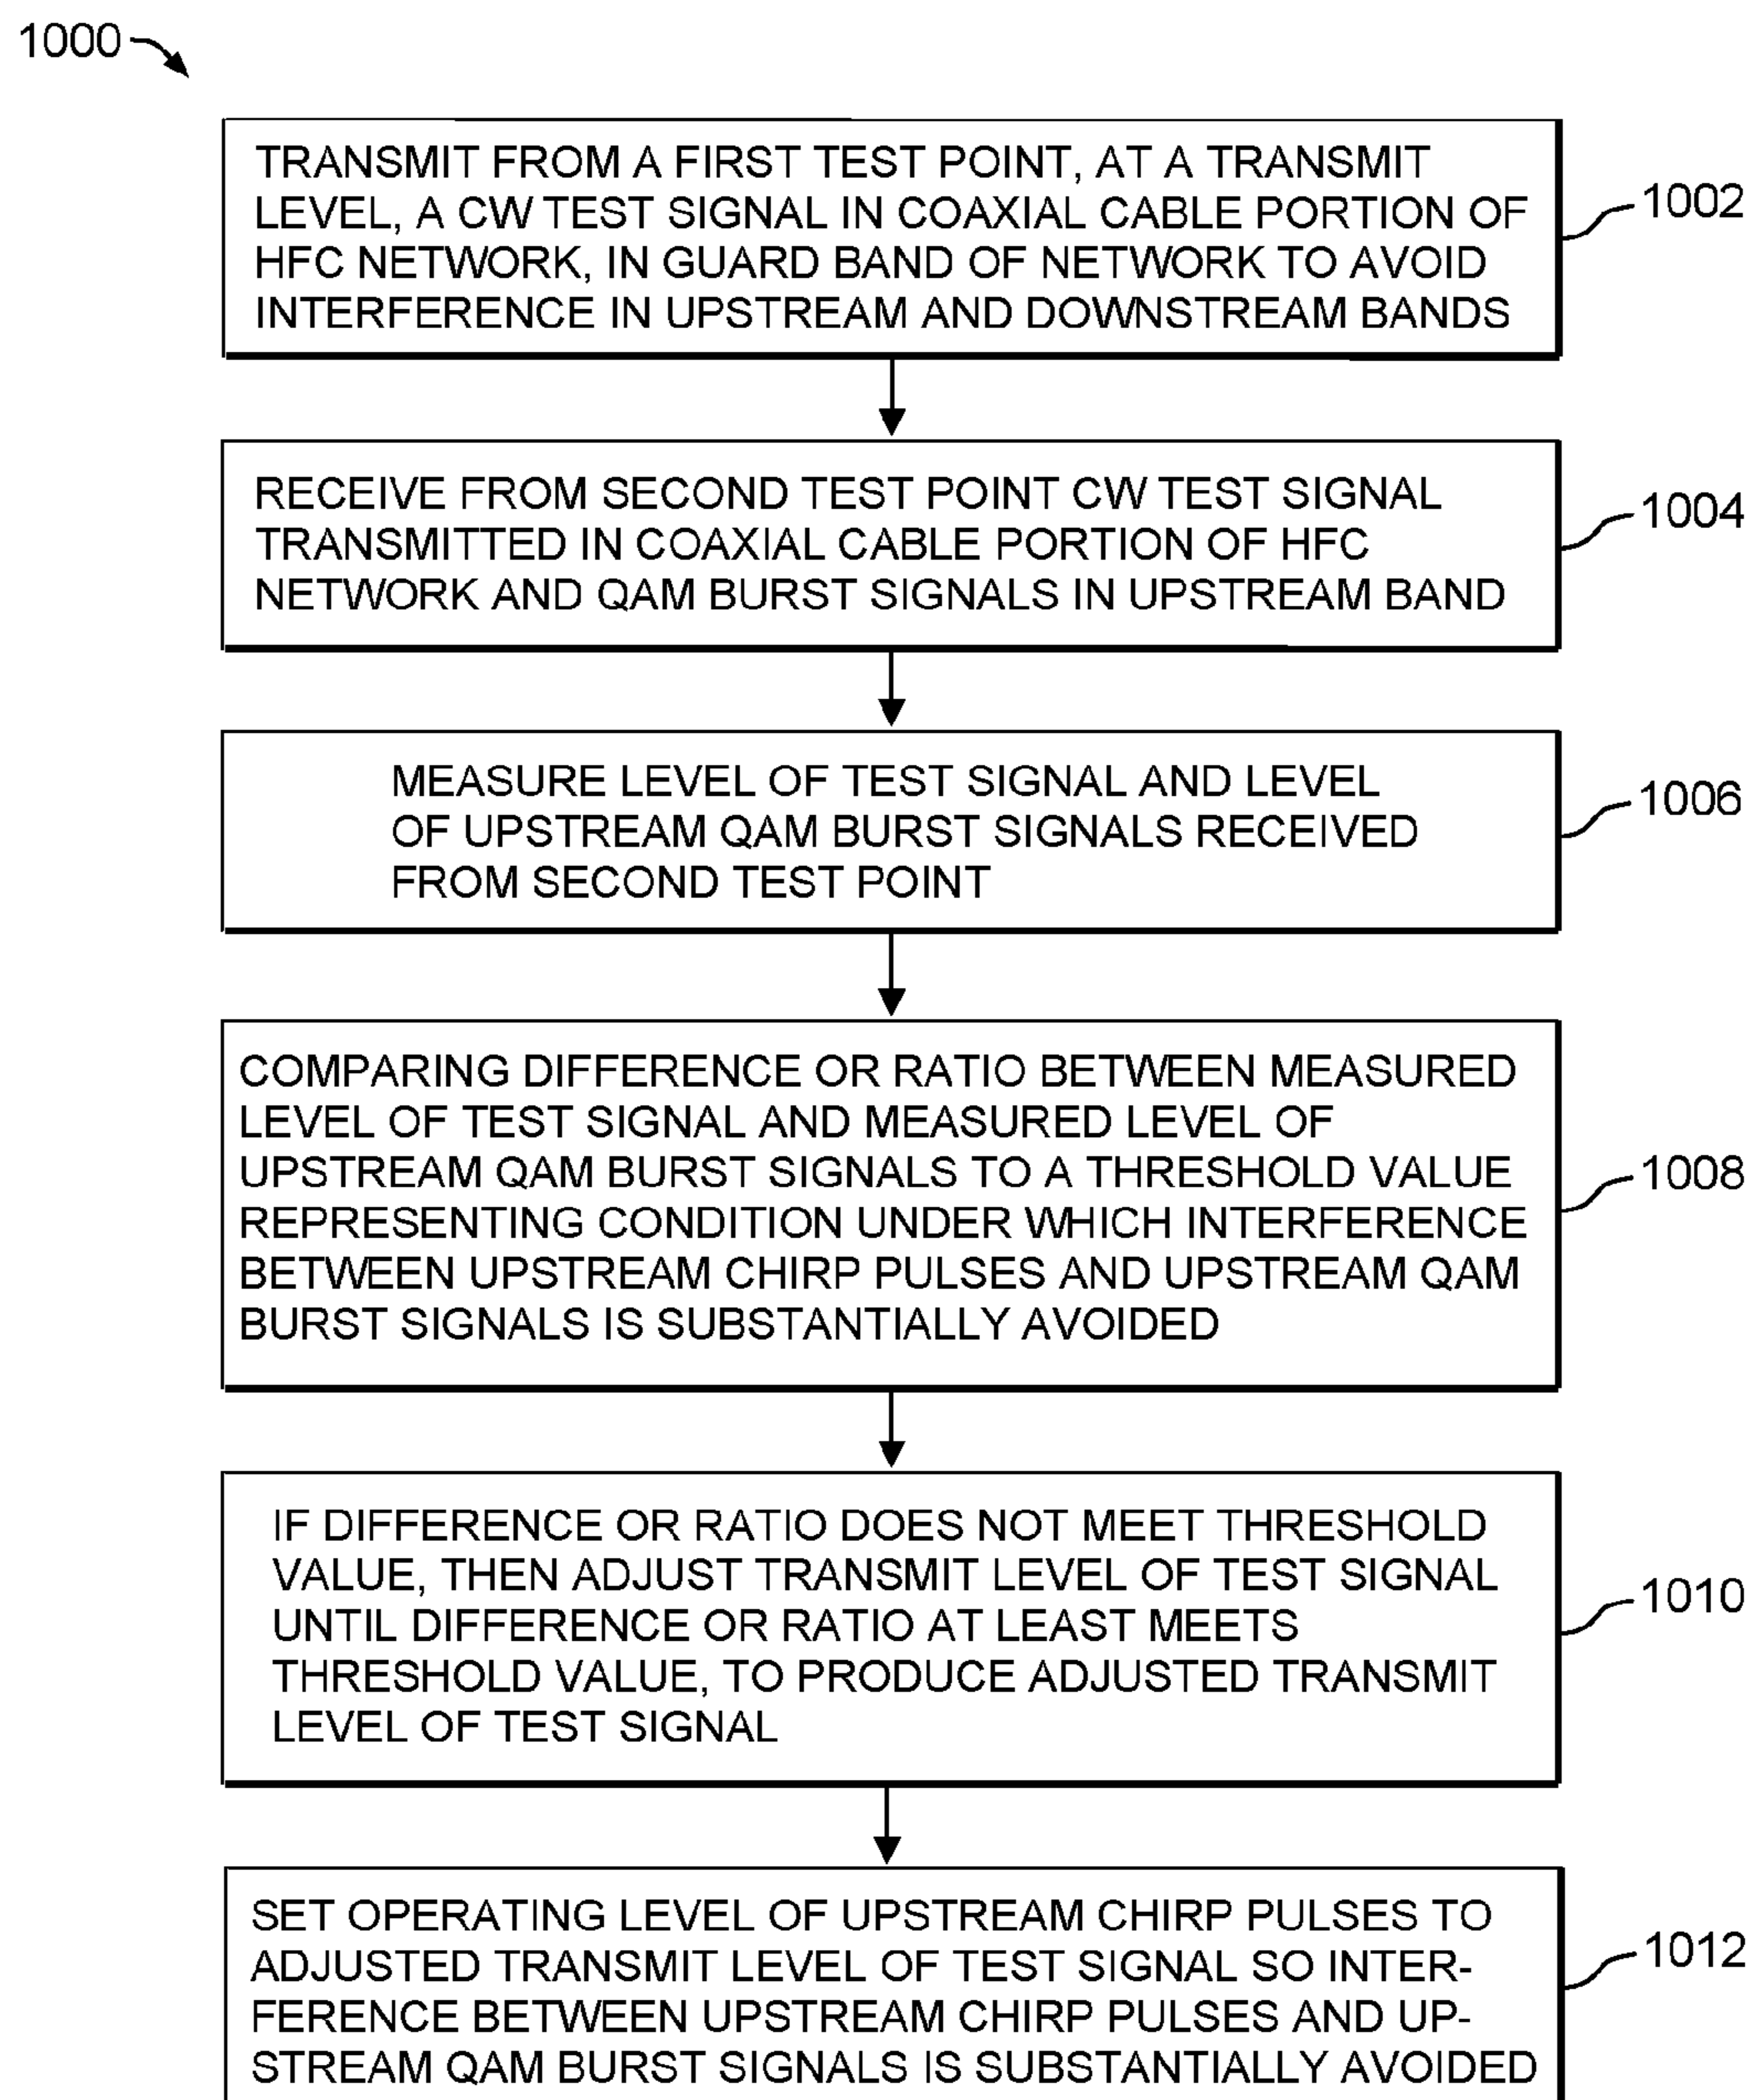 1000
TRANSMIT FROM A FIRST TEST POINT, AT A TRANSMIT
LEVEL, A CW TEST SIGNAL IN COAXIAL CABLE PORTION OF
HFC NETWORK, IN GUARD BAND OF NETWORK TO AVOID
INTERFERENCE IN UPSTREAM AND DOWNSTREAM BANDS
1002
RECEIVE FROM SECOND TEST POINT CW TEST SIGNAL
TRANSMITTED IN COAXIAL CABLE PORTION OF HFC
NETWORK AND QAM BURST SIGNALS IN UPSTREAM BAND
1004
MEASURE LEVEL OF TEST SIGNAL AND LEVEL
OF UPSTREAM QAM BURST SIGNALS RECEIVED
FROM SECOND TEST POINT
1006
COMPARING DIFFERENCE OR RATIO BETWEEN MEASURED
LEVEL OF TEST SIGNAL AND MEASURED LEVEL OF
UPSTREAM QAM BURST SIGNALS TO A THRESHOLD VALUE
REPRESENTING CONDITION UNDER WHICH INTERFERENCE
BETWEEN UPSTREAM CHIRP PULSES AND UPSTREAM QAM
BURST SIGNALS IS SUBSTANTIALLY AVOIDED
1008
IF DIFFERENCE OR RATIO DOES NOT MEET THRESHOLD
VALUE, THEN ADJUST TRANSMIT LEVEL OF TEST SIGNAL
UNTIL DIFFERENCE OR RATIO AT LEAST MEETS
THRESHOLD VALUE, TO PRODUCE ADJUSTED TRANSMIT
LEVEL OF TEST SIGNAL
1010
SET OPERATING LEVEL OF UPSTREAM CHIRP PULSES TO
ADJUSTED TRANSMIT LEVEL OF TEST SIGNAL SO INTER-
FERENCE BETWEEN UPSTREAM CHIRP PULSES AND UP-
STREAM QAM BURST SIGNALS IS SUBSTANTIALLY AVOIDED
1012